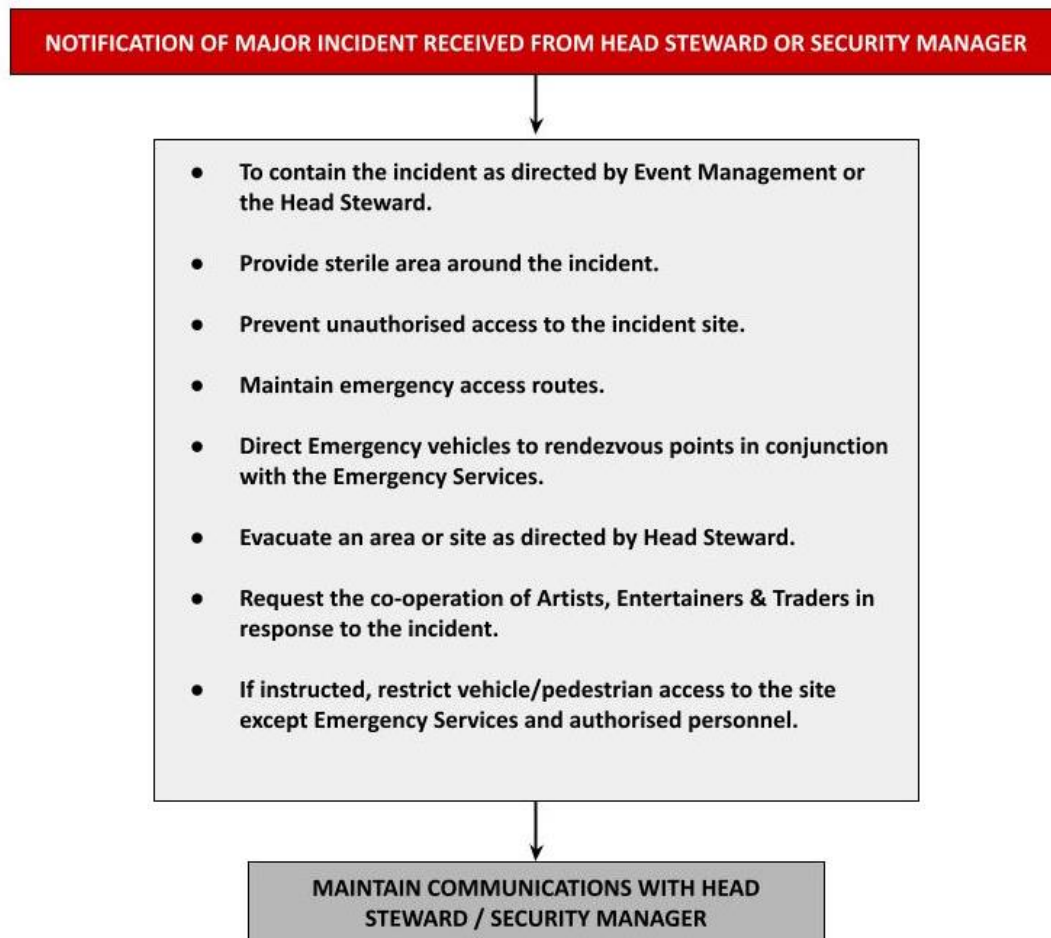 NOTIFICATION OF MAJOR INCIDENT RECEIVED FROM HEAD STEWARD OR SECURITY MANAGER
● To contain the incident as directed by Event Management or
the Head Steward.
● Provide sterile area around the incident.
● Prevent unauthorised access to the incident site.
● Maintain emergency access routes.
● Direct Emergency vehicles to rendezvous points in conjunction
with the Emergency Services.
● Evacuate an area or site as directed by Head Steward.
● Request the co-operation of Artists, Entertainers & Traders in
response to the incident.
● If instructed, restrict vehicle/pedestrian access to the site
except Emergency Services and authorised personnel.
MAINTAIN COMMUNICATIONS WITH HEAD
STEWARD / SECURITY MANAGER